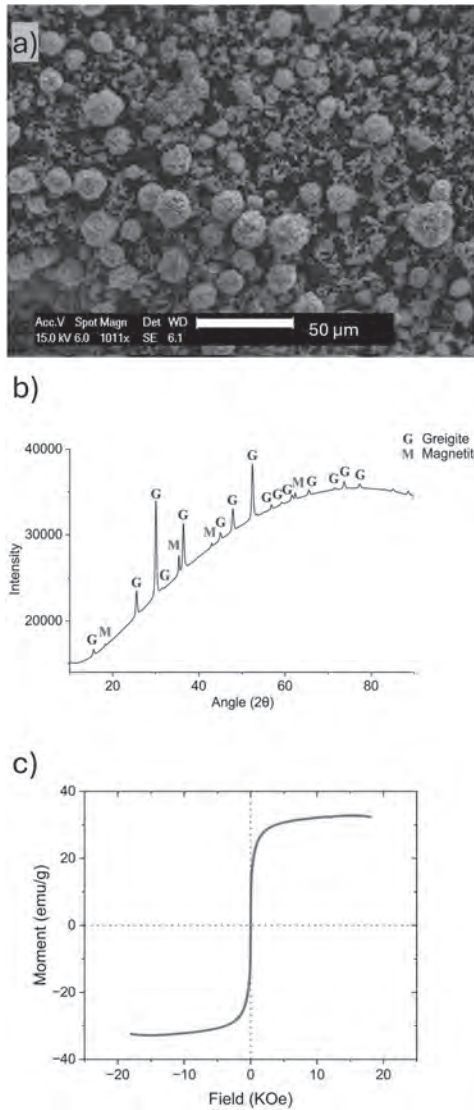 a)
Acc.V Spot Magn Det WD
15.0 kV 6.0 1011x SE 6.1
50 µm
b)
G Greigite
M Magnetit
40000
30000
20000
Intensity
G M G G G M G M G G G G G G M G G G G
20 40 60 80
Angle (2θ)
c)
40
20
0
−20
−40
Moment (emu/g)
−20 −10 0 10 20
Field (KOe)